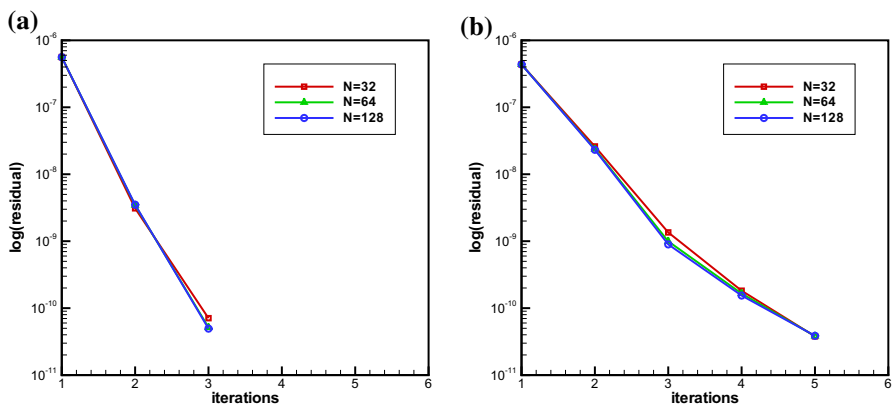 (a)
log(residual)
10^-6
10^-7
10^-8
10^-9
10^-10
10^-11
1 2 3 4 5 6
iterations
N=32
N=64
N=128
(b)
log(residual)
10^-6
10^-7
10^-8
10^-9
10^-10
10^-11
1 2 3 4 5 6
iterations
N=32
N=64
N=128